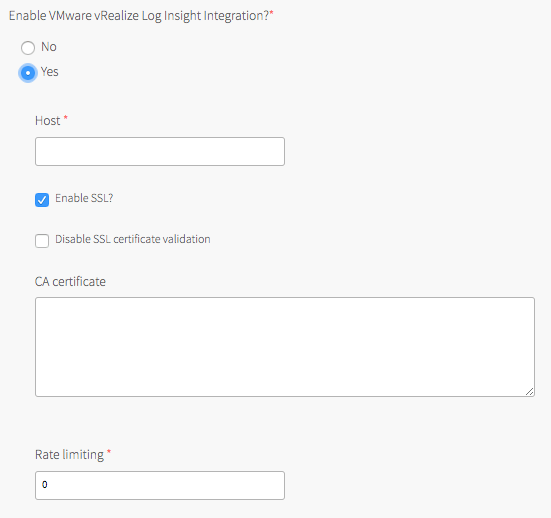 Enable VMware vRealize Log Insight Integration?*
No
Yes
Host *
Enable SSL?
Disable SSL certificate validation
CA certificate
Rate limiting *
0